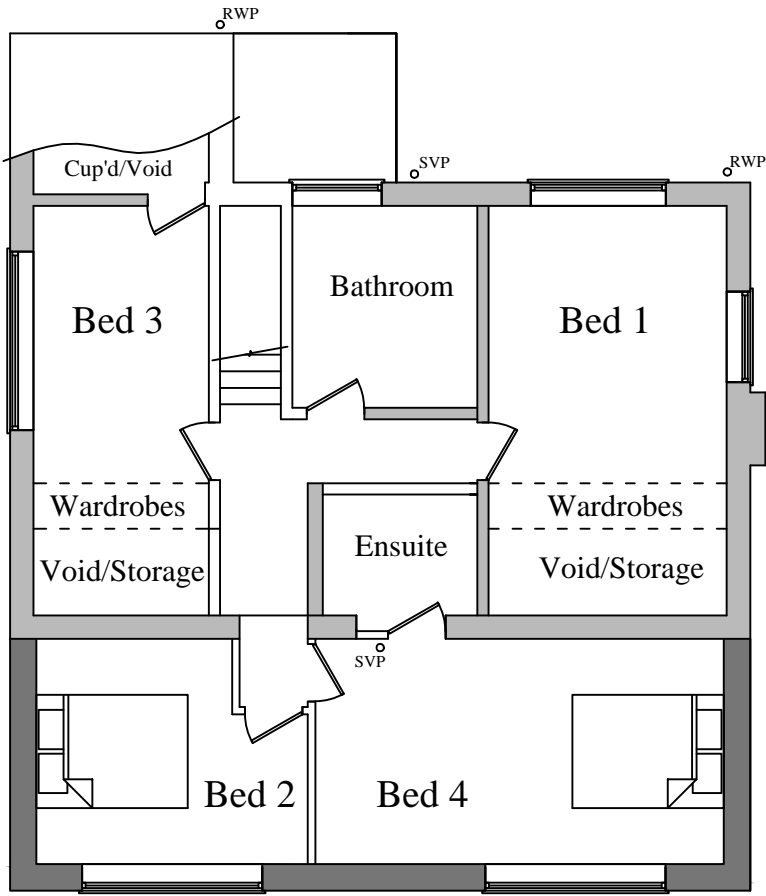 RWP
SVP
RWP
Cup'd/Void
Bathroom
Bed 3
Bed 1
Wardrobes
Wardrobes
Ensuite
Void/Storage
Void/Storage
SVP
Bed 2
Bed 4